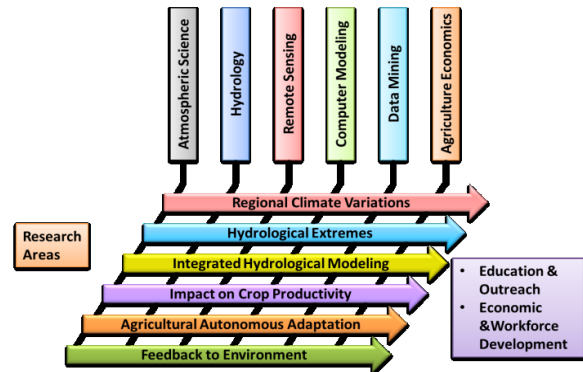 Atmospheric Science
Hydrology
Remote Sensing
Computer Modeling
Data Mining
Agriculture Economics
Regional Climate Variations
Hydrological Extremes
Integrated Hydrological Modeling
Impact on Crop Productivity
Agricultural Autonomous Adaptation
Feedback to Environment
Research
Areas
• Education &
Outreach
• Economic
&Workforce
Development